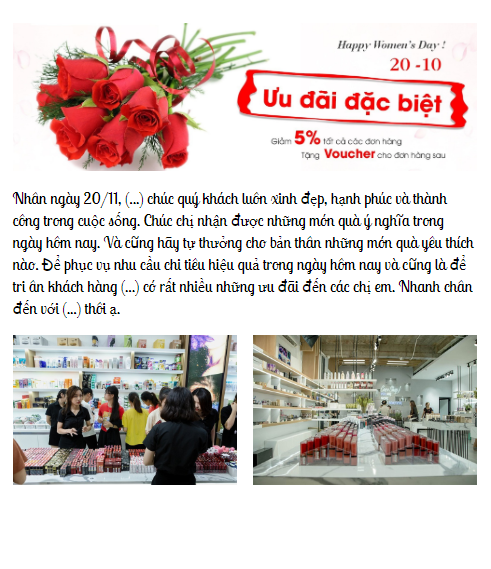 Happy Women's Day !
20 -10
Ưu đãi đặc biệt
Giảm 5% tất cả các đơn hàng
Tặng Voucher cho đơn hàng sau
Nhân ngày 20/11, (...) chúc quý khách luôn xinh đẹp, hạnh phúc và thành
công trong cuộc sống. Chúc chị nhận được những món quà ý nghĩa trong
ngày hôm nay. Và cũng hãy tự thưởng cho bản thân những món quà yêu thích
nào. Để phục vụ nhu cầu chi tiêu hiệu quả trong ngày hôm nay và cũng là để
tri ân khách hàng (...) có rất nhiều những ưu đãi đến các chị em. Nhanh chân
đến với (...) thôi ạ.